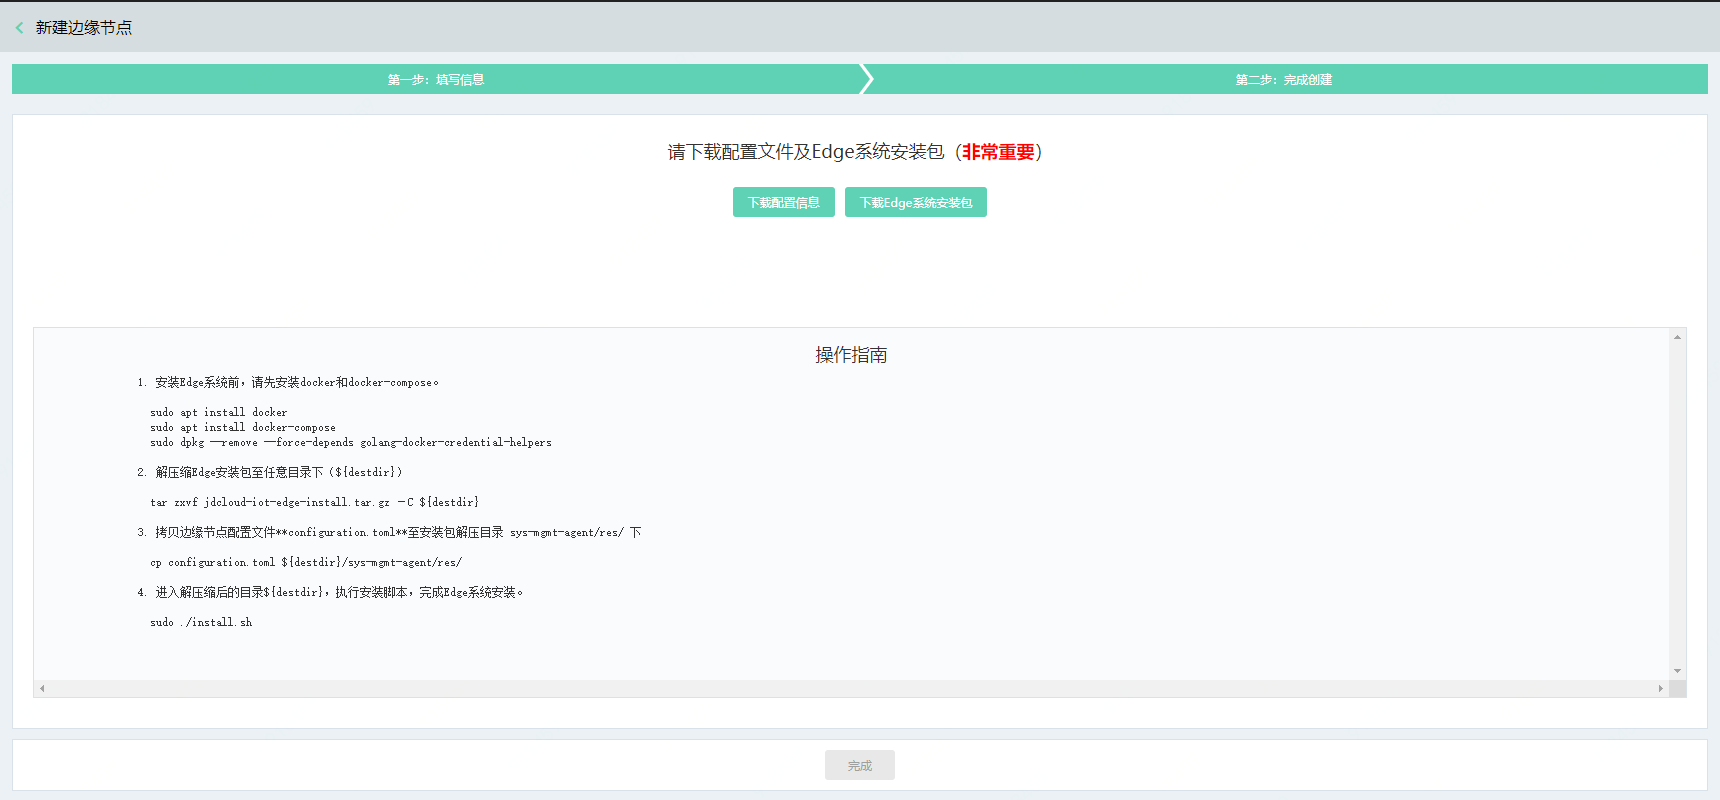 新建边缘节点
第一步：填写信息
第二步：完成创建
请下载配置文件及Edge系统安装包（非常重要）
下载配置信息
下载Edge系统安装包
操作指南
1. 安装Edge系统前，请先安装docker和docker-compose。
sudo apt install docker
sudo apt install docker-compose
sudo dpkg --remove --force-depends golang-docker-credential-helpers
2. 解压缩Edge安装包至任意目录下（${destdir}）
tar zxvf jdcloud-iot-edge-install.tar.gz -C ${destdir}
3. 拷贝边缘节点配置文件**configuration.toml**至安装包解压目录 sys-mgmt-agent/res/ 下
cp configuration.toml ${destdir}/sys-mgmt-agent/res/
4. 进入解压缩后的目录${destdir}，执行安装脚本，完成Edge系统安装。
sudo ./install.sh
完成